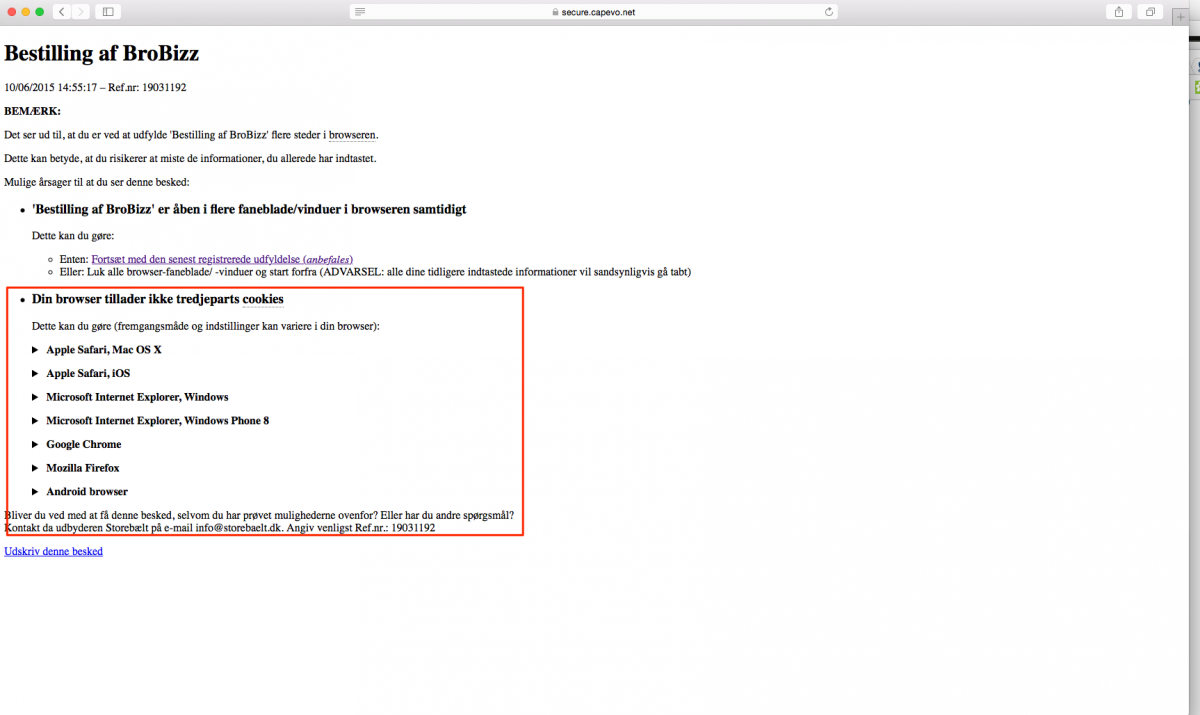 secure.capevo.net
Bestilling af BroBizz
10/06/2015 14:55:17 – Ref.nr: 19031192
BEMÆRK:
Det ser ud til, at du er ved at udfylde 'Bestilling af BroBizz' flere steder i browseren.
Dette kan betyde, at du risikerer at miste de informationer, du allerede har indtastet.
Mulige årsager til at du ser denne besked:
'Bestilling af BroBizz' er åben i flere faneblade/vinduer i browseren samtidigt
Dette kan du gøre:
Enten: Fortsæt med den senest registrerede udfyldelse (anbefales)
Eller: Luk alle browser-faneblade/ -vinduer og start forfra (ADVARSEL: alle dine tidligere indtastede informationer vil sandsynligvis gå tabt)
Din browser tillader ikke tredjeparts cookies
Dette kan du gøre (fremgangsmåde og indstillinger kan variere i din browser):
Apple Safari, Mac OS X
Apple Safari, iOS
Microsoft Internet Explorer, Windows
Microsoft Internet Explorer, Windows Phone 8
Google Chrome
Mozilla Firefox
Android browser
Bliver du ved med at få denne besked, selvom du har prøvet mulighederne ovenfor? Eller har du andre spørgsmål?
Kontakt da udbyderen Storebælt på e-mail info@storebaelt.dk. Angiv venligst Ref.nr.: 19031192
Udskriv denne besked